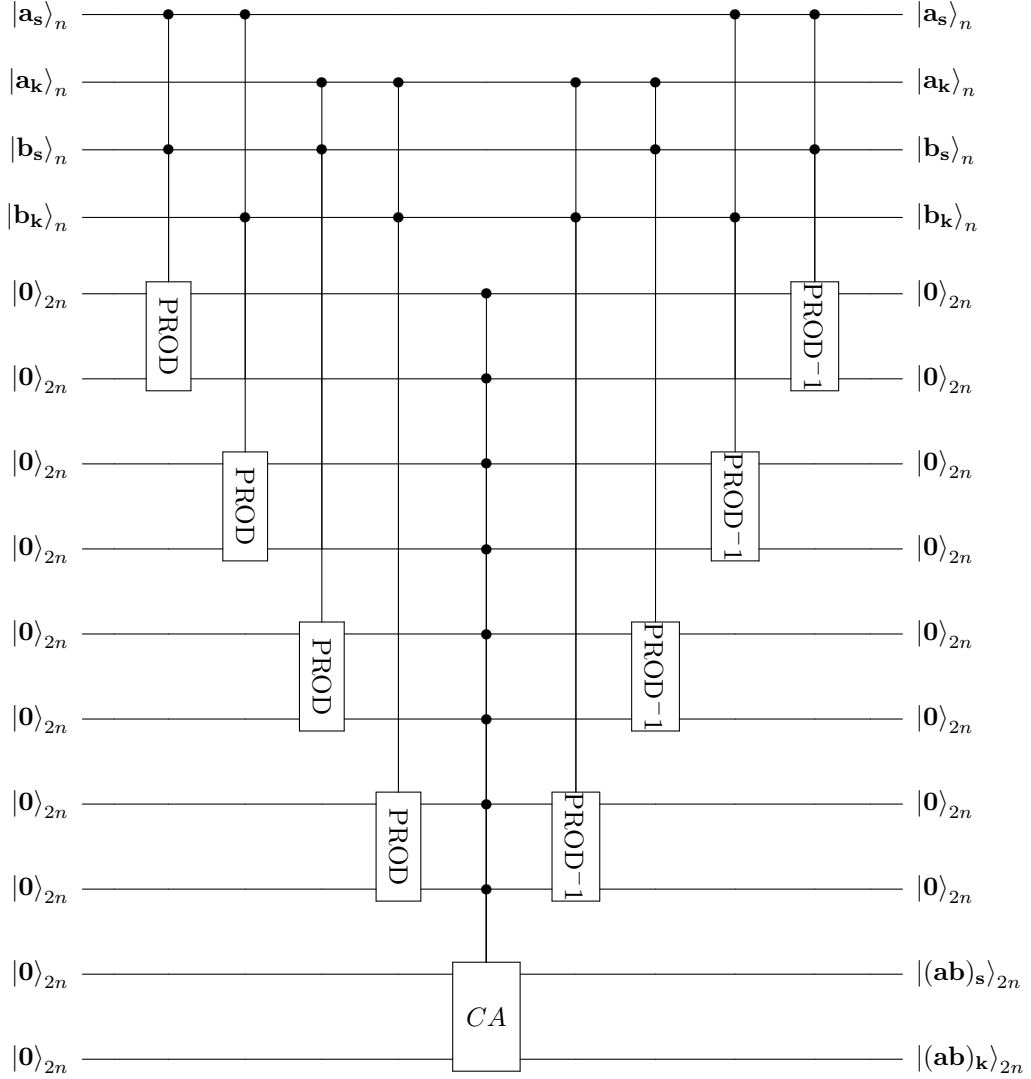 |a_s⟩_n |a_s⟩_n
|a_k⟩_n |a_k⟩_n
|b_s⟩_n |b_s⟩_n
|b_k⟩_n |b_k⟩_n
|0⟩_2n PROD PROD⁻1 |0⟩_2n
|0⟩_2n |0⟩_2n
|0⟩_2n PROD PROD⁻1 |0⟩_2n
|0⟩_2n |0⟩_2n
|0⟩_2n PROD PROD⁻1 |0⟩_2n
|0⟩_2n |0⟩_2n
|0⟩_2n PROD PROD⁻1 |0⟩_2n
|0⟩_2n |0⟩_2n
|0⟩_2n |(ab)_s⟩_2n
CA
|0⟩_2n |(ab)_k⟩_2n